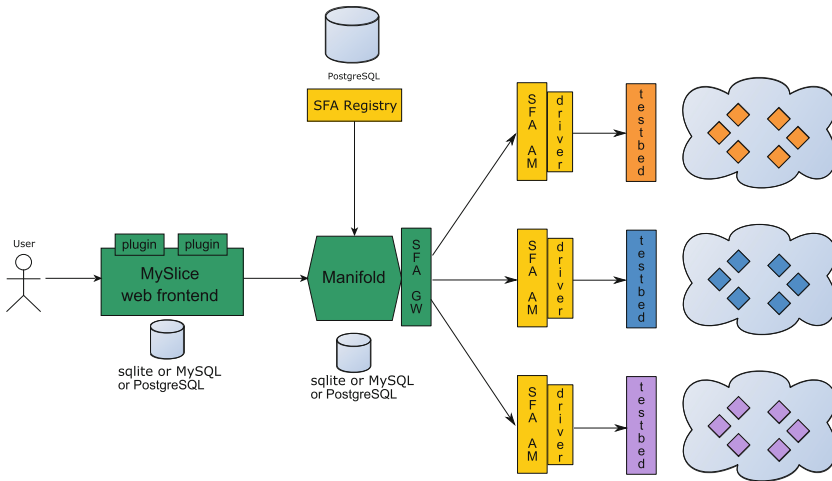 PostgreSQL
SFA Registry
User
plugin
plugin
MySlice
web frontend
sqlite or MySQL
or PostgreSQL
Manifold
SFA GW
sqlite or MySQL
or PostgreSQL
SFA AM
driver
testbed
SFA AM
driver
testbed
SFA AM
driver
testbed